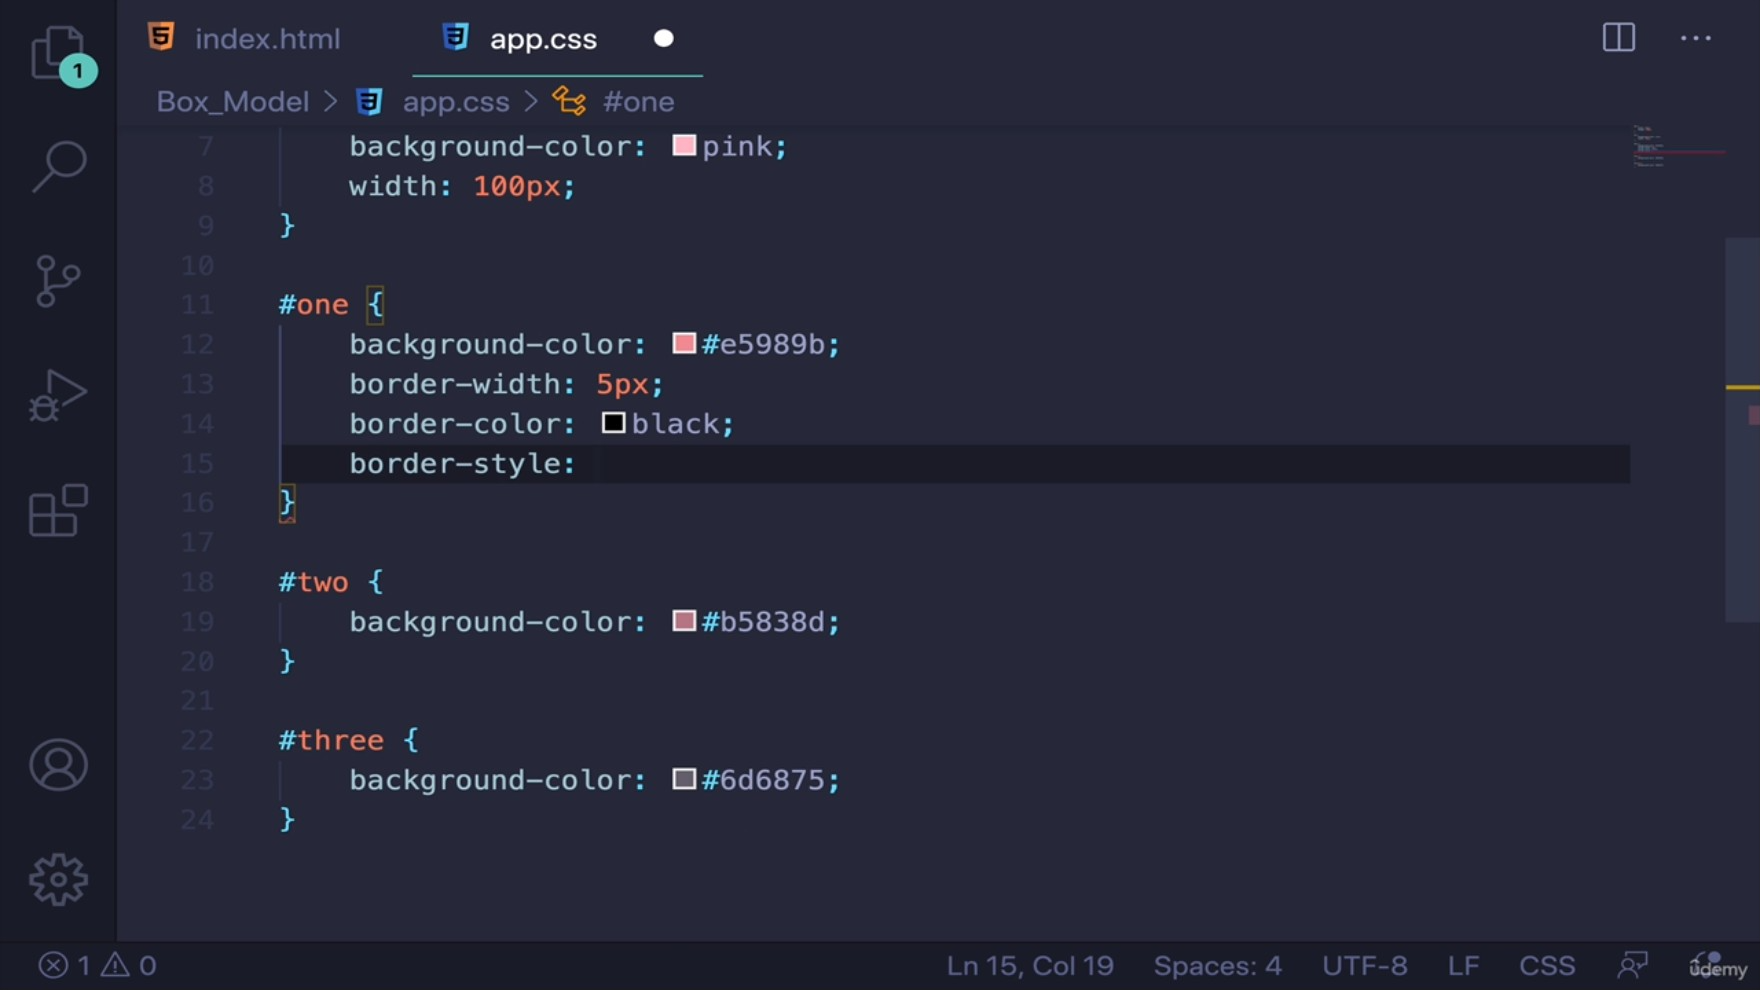 index.html
app.css
1
Box_Model > app.css > #one
7 background-color: pink;
8 width: 100px;
9 }
10
11 #one {
12 background-color: #e5989b;
13 border-width: 5px;
14 border-color: black;
15 border-style:
16 }
17
18 #two {
19 background-color: #b5838d;
20 }
21
22 #three {
23 background-color: #6d6875;
24 }
1 0 Ln 15, Col 19 Spaces: 4 UTF-8 LF CSS
ûdemy